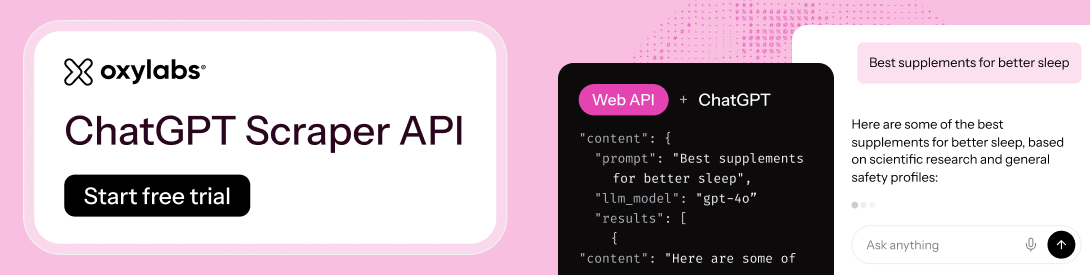 oxylabs®
ChatGPT Scraper API
Start free trial
Web API + ChatGPT
"content": {
"prompt": "Best supplements
for better sleep",
"llm_model": "gpt-4o"
"results": [
{
"content": "Here are some of
Best supplements for better sleep
Here are some of the best
supplements for better sleep, based
on scientific research and general
safety profiles:
Ask anything